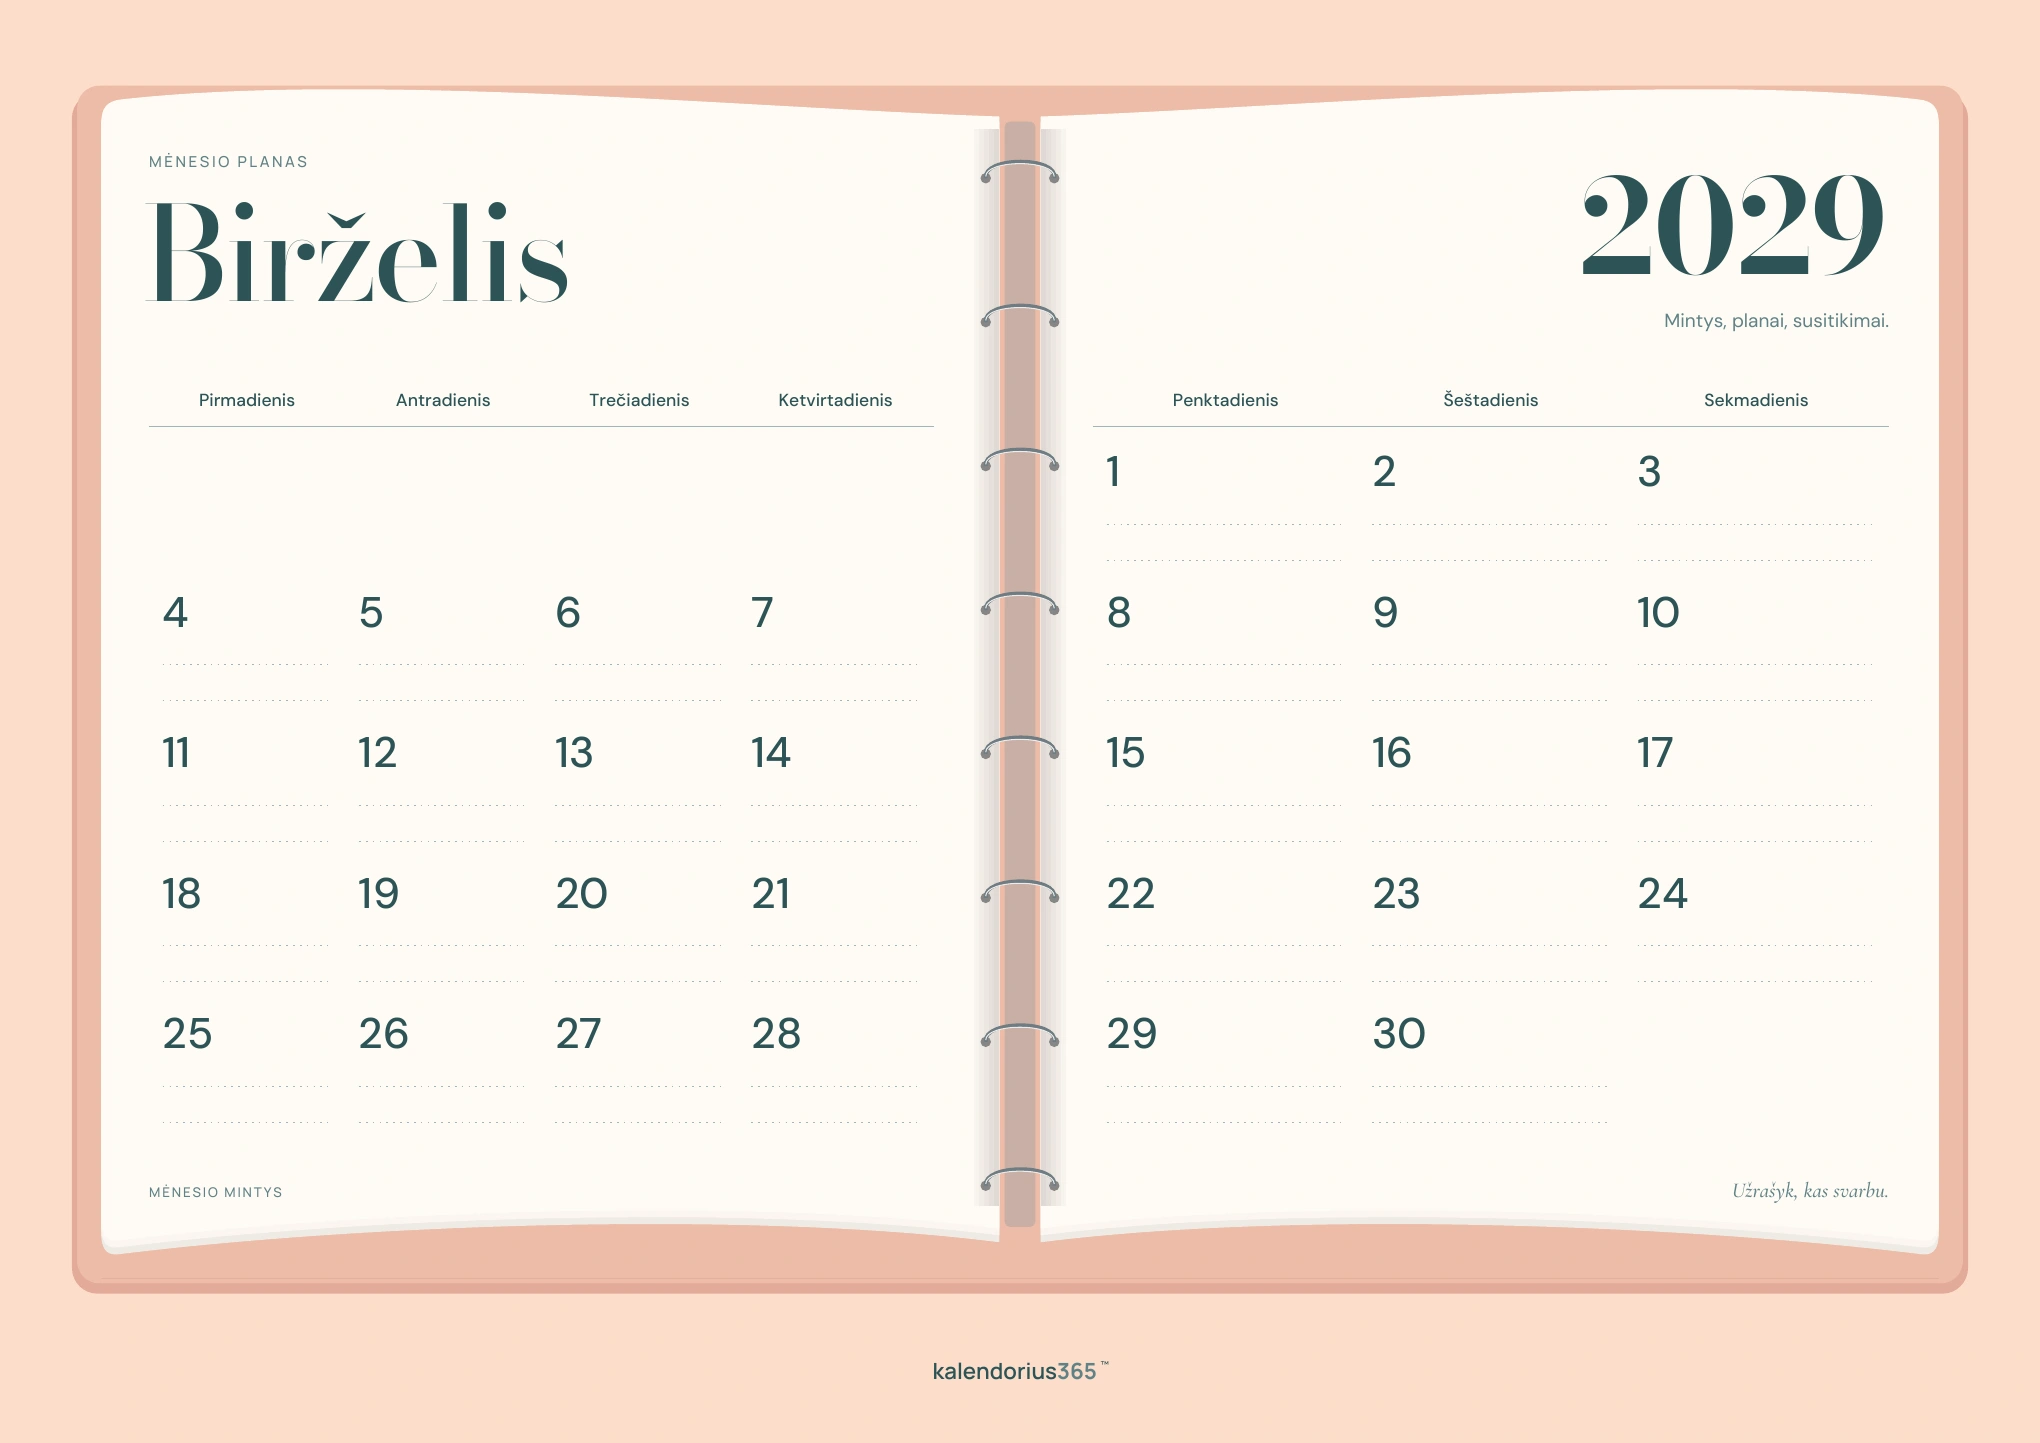 MĖNESIO PLANAS
Birželis
2029
Mintys, planai, susitikimai.
Pirmadienis Antradienis Trečiadienis Ketvirtadienis Penktadienis Šeštadienis Sekmadienis
1 2 3
4 5 6 7 8 9 10
11 12 13 14 15 16 17
18 19 20 21 22 23 24
25 26 27 28 29 30
MĖNESIO MINTYS
Užrašyk, kas svarbu.
kalendorius365™